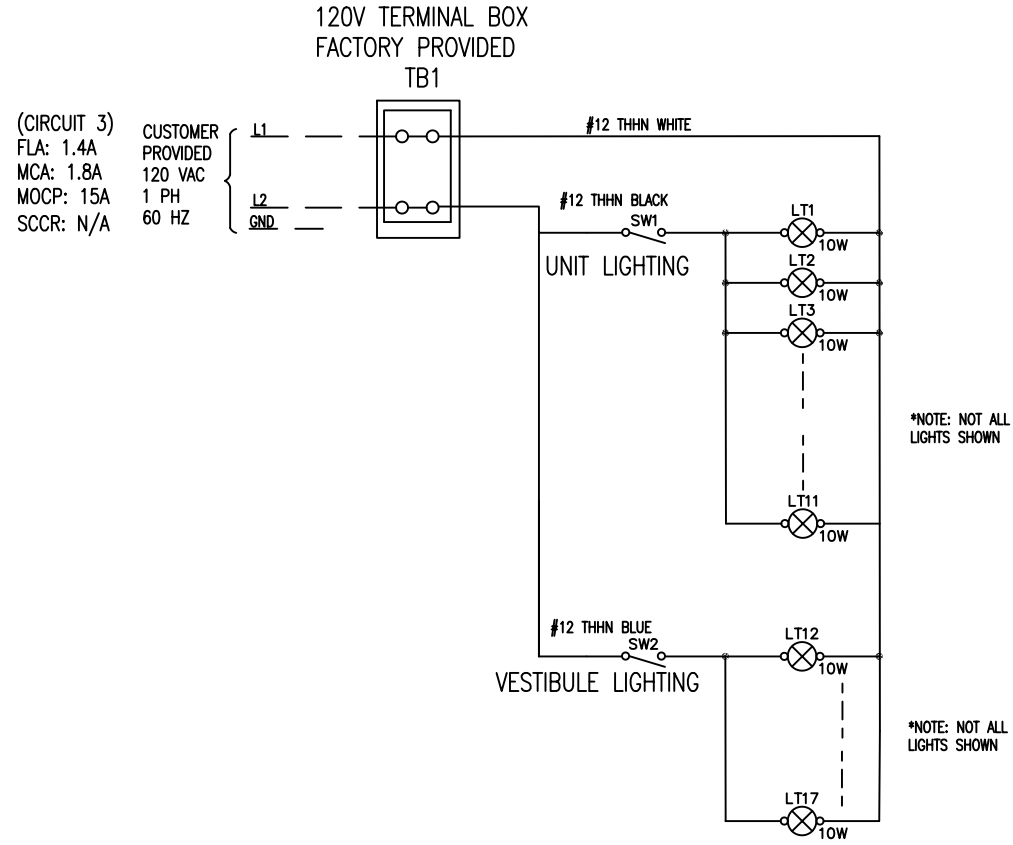 120V TERMINAL BOX
FACTORY PROVIDED
TB1
(CIRCUIT 3)
FLA: 1.4A
MCA: 1.8A
MOCP: 15A
SCCR: N/A
CUSTOMER
PROVIDED
120 VAC
1 PH
60 HZ
L1
L2
GND
#12 THHN WHITE
#12 THHN BLACK
SW1
UNIT LIGHTING
LT1
10W
LT2
10W
LT3
10W
*NOTE: NOT ALL
LIGHTS SHOWN
LT11
10W
#12 THHN BLUE
SW2
VESTIBULE LIGHTING
LT12
10W
*NOTE: NOT ALL
LIGHTS SHOWN
LT17
10W